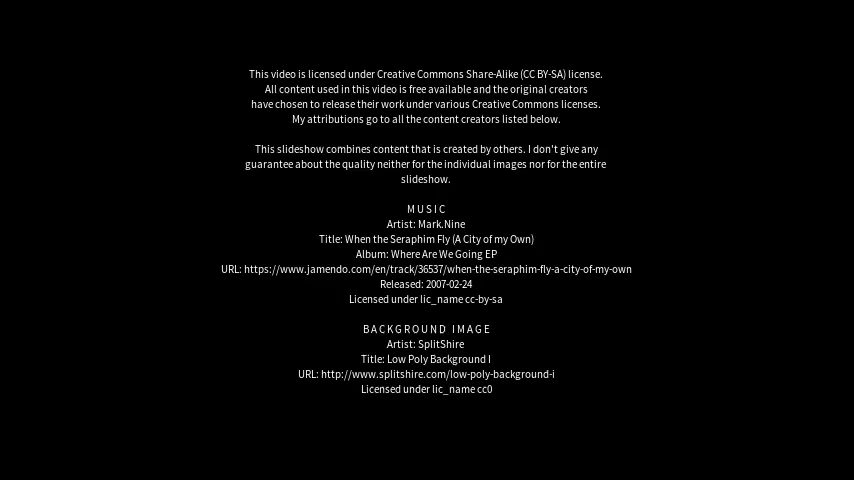 This video is licensed under Creative Commons Share-Alike (CC BY-SA) license.
All content used in this video is free available and the original creators
have chosen to release their work under various Creative Commons licenses.
My attributions go to all the content creators listed below.
This slideshow combines content that is created by others. I don't give any
guarantee about the quality neither for the individual images nor for the entire
slideshow.
MUSIC
Artist: Mark.Nine
Title: When the Seraphim Fly (A City of my Own)
Album: Where Are We Going EP
URL: https://www.jamendo.com/en/track/36537/when-the-seraphim-fly-a-city-of-my-own
Released: 2007-02-24
Licensed under lic_name cc-by-sa
BACKGROUND IMAGE
Artist: SplitShire
Title: Low Poly Background I
URL: http://www.splitshire.com/low-poly-background-i
Licensed under lic_name cc0